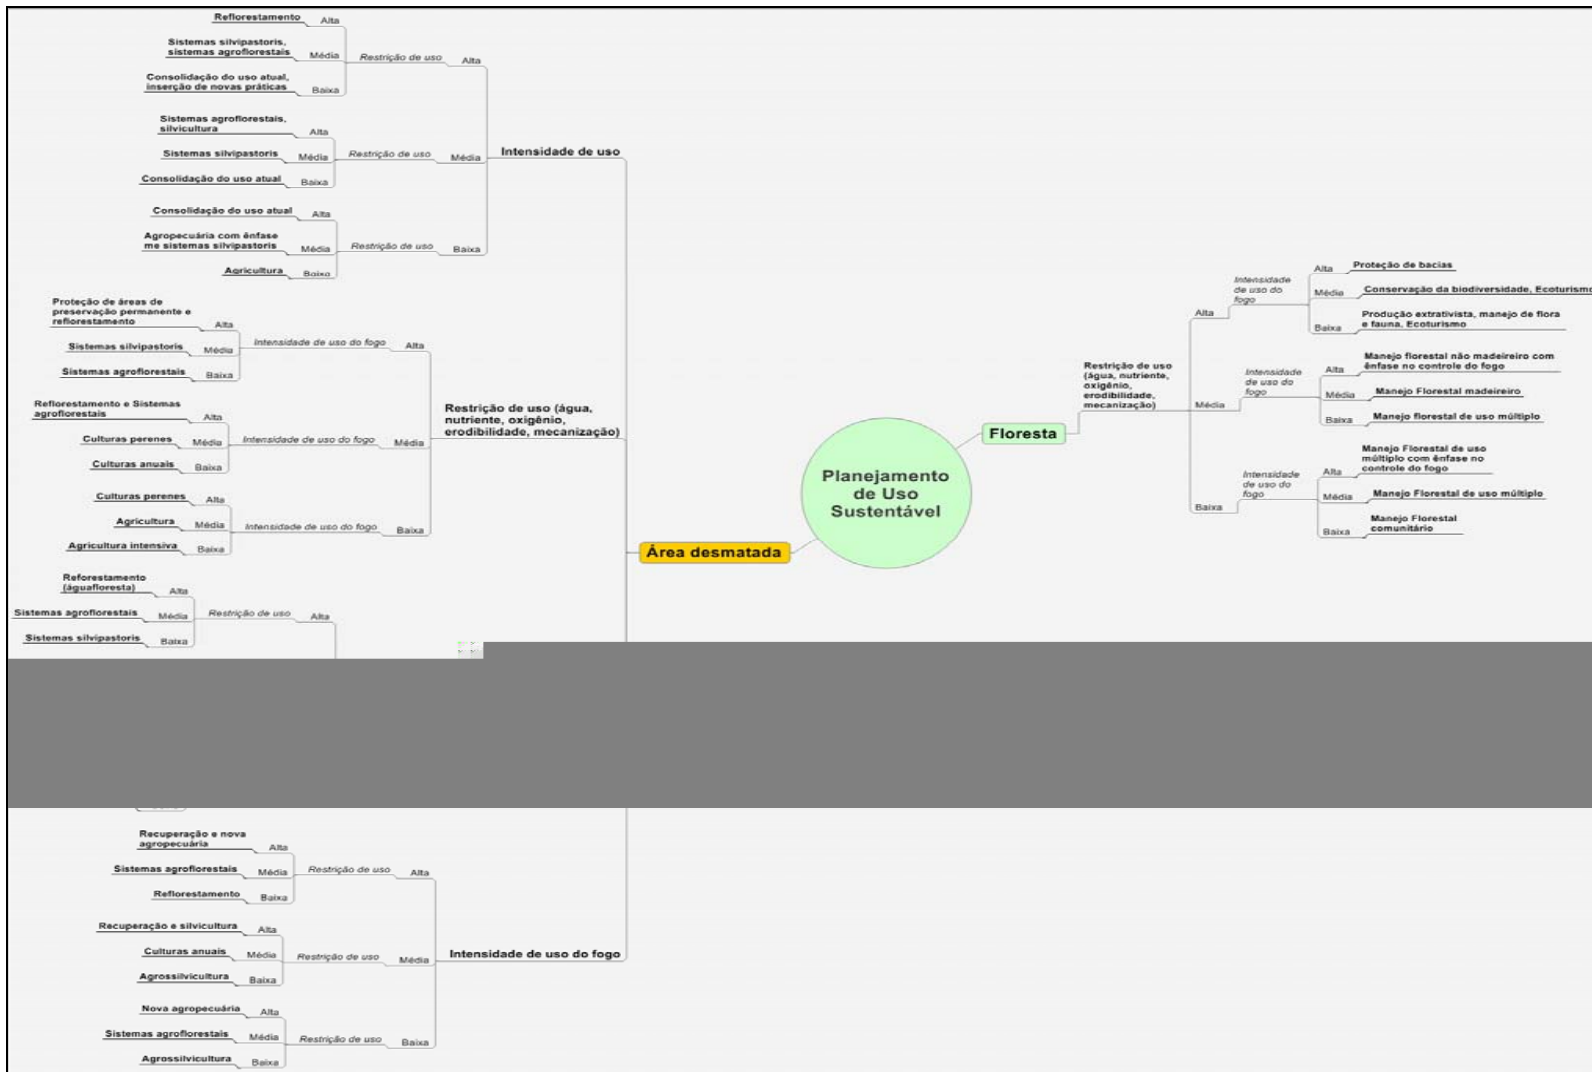 Reflorestamento
Alta
Sistemas silvipastoris,
sistemas agroflorestais
Média
Consolidação do uso atual,
inserção de novas práticas
Baixa
Restrição de uso
Alta
Sistemas agroflorestais,
silvicultura
Alta
Sistemas silvipastoris
Média
Consolidação do uso atual
Baixa
Restrição de uso
Média
Consolidação do uso atual
Alta
Agropecuária com ênfase
me sistemas silvipastoris
Média
Agricultura
Baixa
Restrição de uso
Baixa
Intensidade de uso
Proteção de áreas de
preservação permanente e
reflorestamento
Alta
Sistemas silvipastoris
Média
Sistemas agroflorestais
Baixa
Intensidade de uso do fogo
Alta
Reflorestamento e Sistemas
agroflorestais
Alta
Culturas perenes
Média
Culturas anuais
Baixa
Intensidade de uso do fogo
Média
Culturas perenes
Alta
Agricultura
Média
Agricultura intensiva
Baixa
Intensidade de uso do fogo
Baixa
Restrição de uso (água,
nutriente, oxigênio,
erodibilidade, mecanização)
Reforestamento
(águafloresta)
Alta
Sistemas agroflorestais
Média
Sistemas silvipastoris
Baixa
Restrição de uso
Alta
Recuperação e nova
agropecuária
Alta
Sistemas agroflorestais
Média
Reflorestamento
Baixa
Restrição de uso
Alta
Recuperação e silvicultura
Alta
Culturas anuais
Média
Agrossilvicultura
Baixa
Restrição de uso
Média
Nova agropecuária
Alta
Sistemas agroflorestais
Média
Agrossilvicultura
Baixa
Restrição de uso
Baixa
Intensidade de uso do fogo
Área desmatada
Planejamento
de Uso
Sustentável
Floresta
Restrição de uso
(água, nutriente,
oxigênio,
erodibilidade,
mecanização)
Alta
Intensidade
de uso do
fogo
Alta
Proteção de bacias
Média
Conservação da biodiversidade, Ecoturismo
Baixa
Produção extrativista, manejo de flora
e fauna, Ecoturismo
Média
Intensidade
de uso do
fogo
Alta
Manejo florestal não madeireiro com
ênfase no controle do fogo
Média
Manejo Florestal madeireiro
Baixa
Manejo florestal de uso múltiplo
Baixa
Intensidade
de uso do
fogo
Alta
Manejo Florestal de uso
múltiplo com ênfase no
controle do fogo
Média
Manejo Florestal de uso múltiplo
Baixa
Manejo Florestal
comunitário